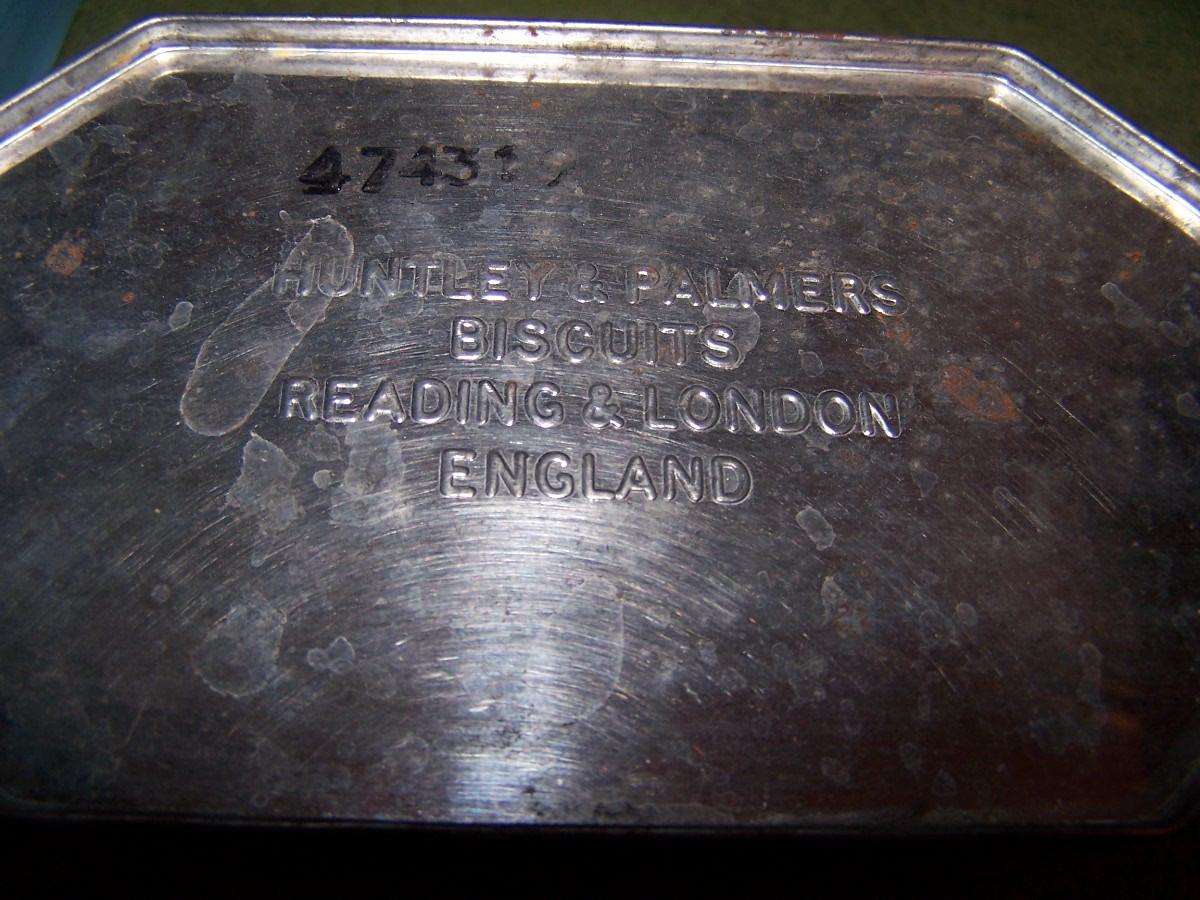 HUNTLEY & PALMERS
BISCUITS
READING & LONDON
ENGLAND